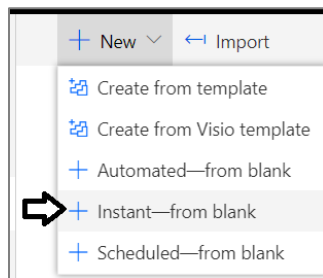 New Import
Create from template
Create from Visio template
Automated—from blank
Instant—from blank
Scheduled—from blank